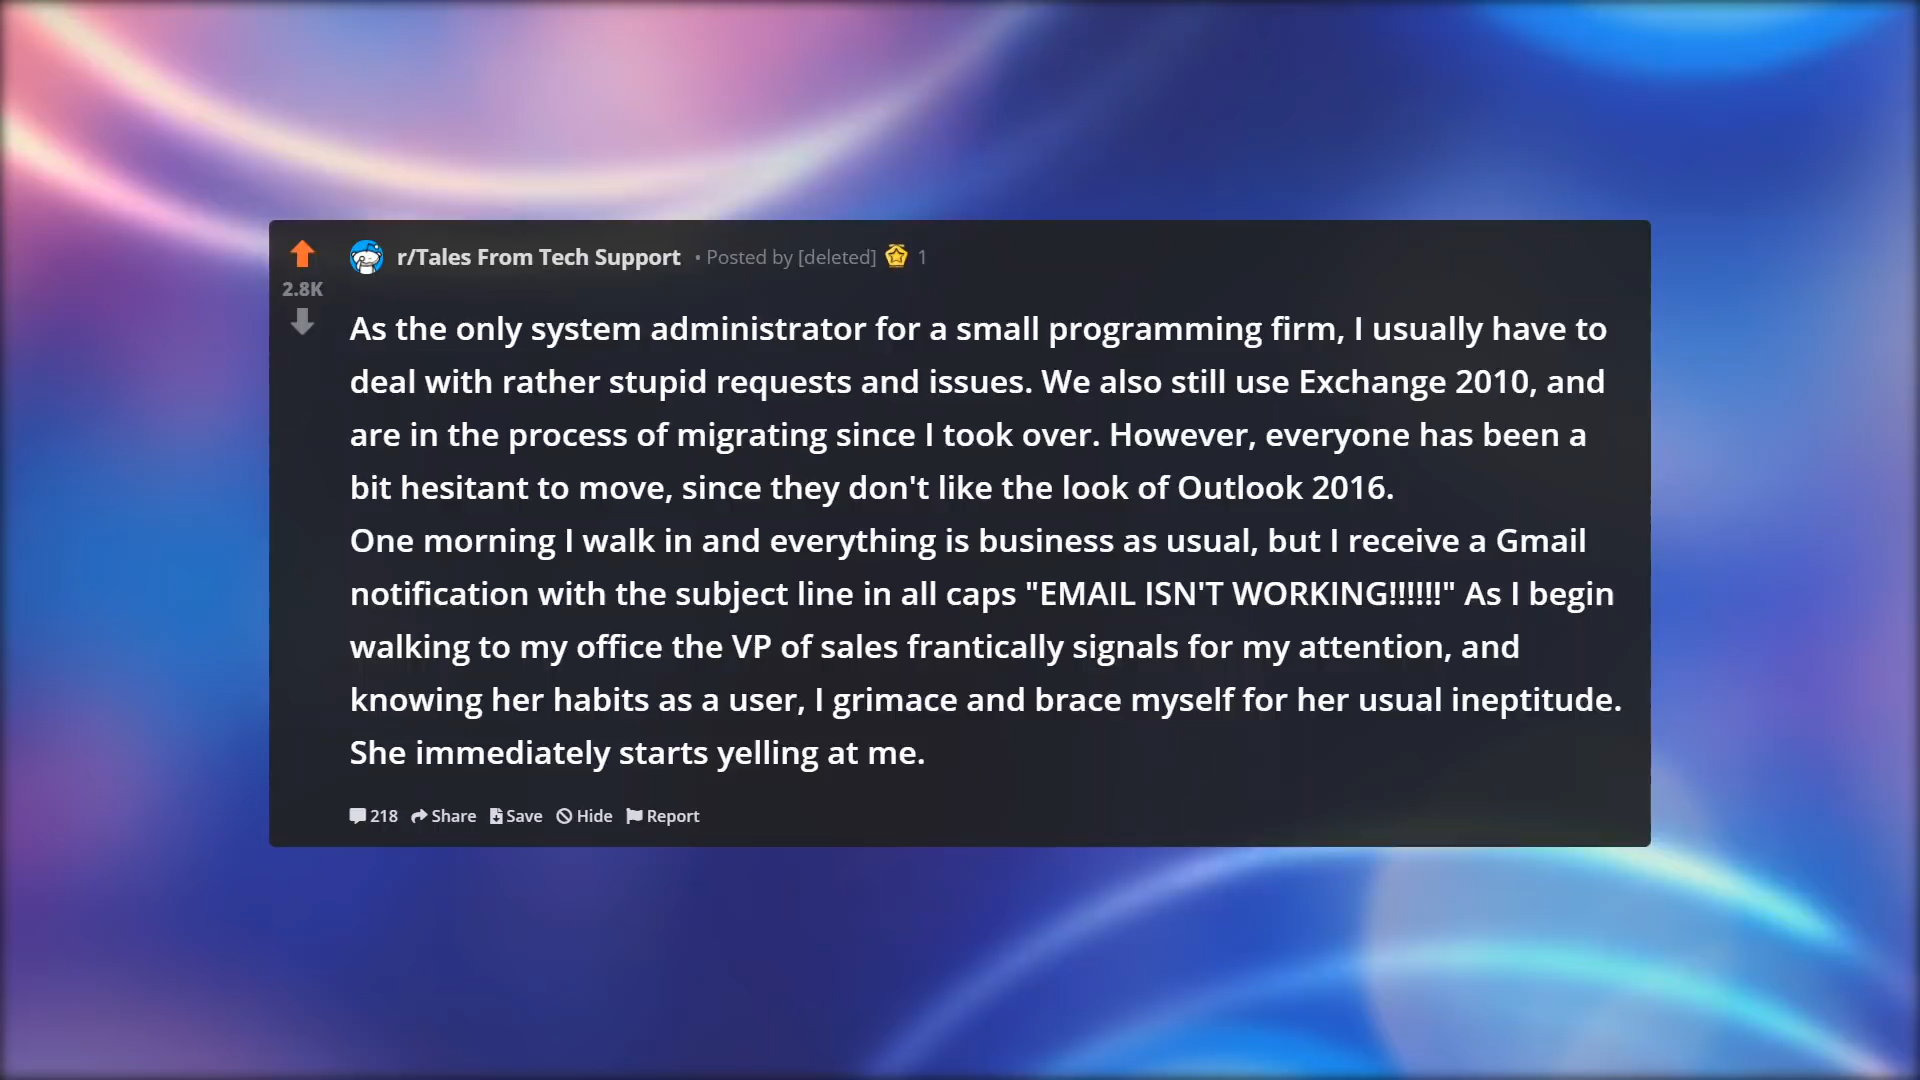 r/Tales From Tech Support • Posted by [deleted] 1
2.8K
As the only system administrator for a small programming firm, I usually have to
deal with rather stupid requests and issues. We also still use Exchange 2010, and
are in the process of migrating since I took over. However, everyone has been a
bit hesitant to move, since they don't like the look of Outlook 2016.
One morning I walk in and everything is business as usual, but I receive a Gmail
notification with the subject line in all caps "EMAIL ISN'T WORKING!!!!!!" As I begin
walking to my office the VP of sales frantically signals for my attention, and
knowing her habits as a user, I grimace and brace myself for her usual ineptitude.
She immediately starts yelling at me.
218 Share Save Hide Report